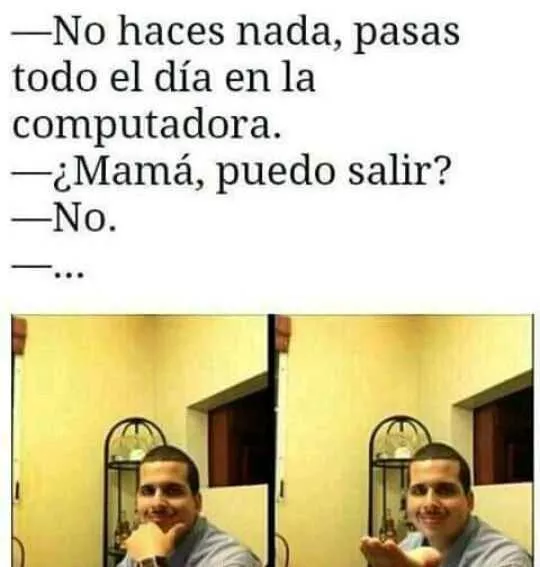 —No haces nada, pasas
todo el día en la
computadora.
—¿Mamá, puedo salir?
—No.
—...